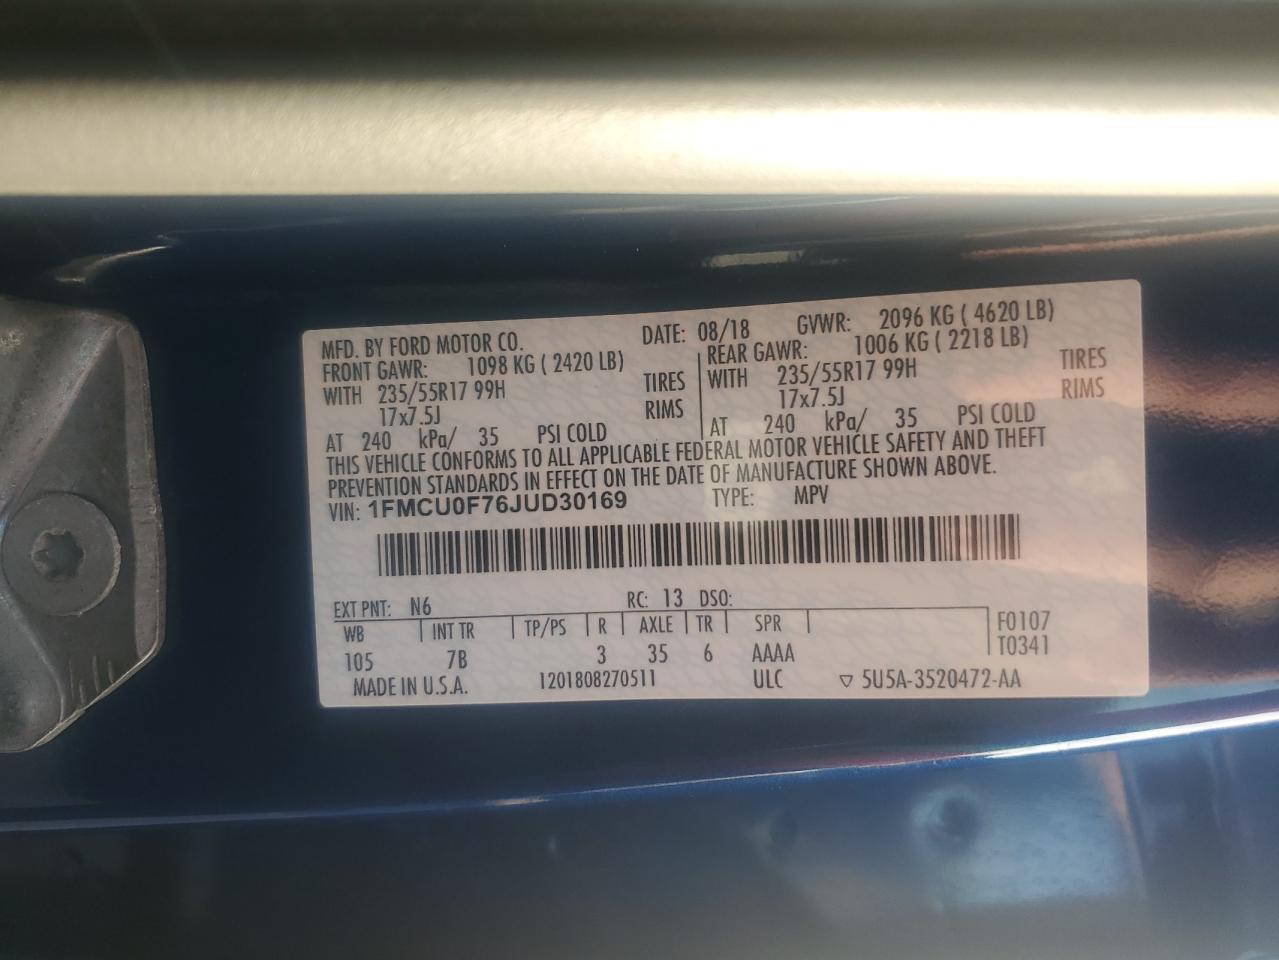 MFD. BY FORD MOTOR CO. DATE: 08/18 GVWR: 2096 KG ( 4620 LB)
FRONT GAWR: 1098 KG ( 2420 LB) REAR GAWR: 1006 KG ( 2218 LB)
WITH 235/55R17 99H TIRES WITH 235/55R17 99H TIRES
17x7.5J RIMS 17x7.5J RIMS
AT 240 kPa/ 35 PSI COLD AT 240 kPa/ 35 PSI COLD
THIS VEHICLE CONFORMS TO ALL APPLICABLE FEDERAL MOTOR VEHICLE SAFETY AND THEFT
PREVENTION STANDARDS IN EFFECT ON THE DATE OF MANUFACTURE SHOWN ABOVE.
VIN: 1FMCU0F76JUD30169 TYPE: MPV
EXT PNT: N6 RC: 13 DSO:
WB INT TR TP/PS R AXLE TR SPR F0107
105 7B 3 35 6 AAAA T0341
MADE IN U.S.A. 1201808270511 ULC ▽ 5U5A-3520472-AA